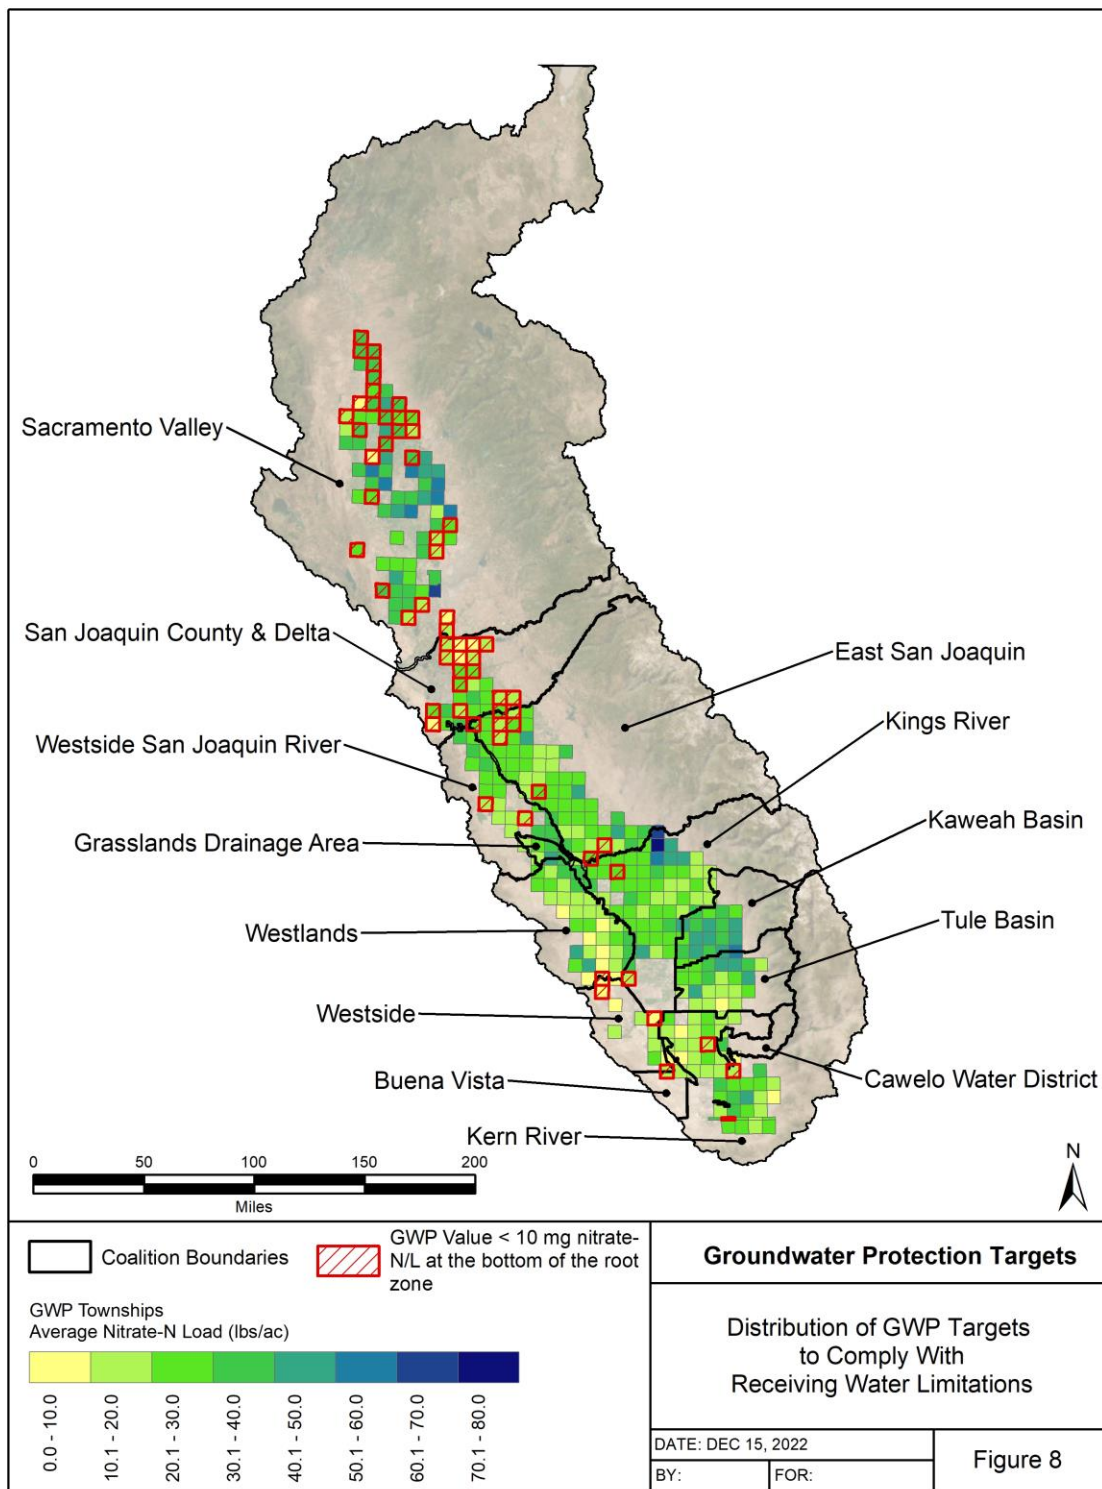 Sacramento Valley
San Joaquin County & Delta
East San Joaquin
Kings River
Westside San Joaquin River
Kaweah Basin
Grasslands Drainage Area
Tule Basin
Westlands
Westside
Buena Vista
Cawelo Water District
Kern River
0 50 100 150 200
Miles
N
Coalition Boundaries
GWP Value < 10 mg nitrate-
N/L at the bottom of the root
zone
GWP Townships
Average Nitrate-N Load (lbs/ac)
0.0 - 10.0
10.1 - 20.0
20.1 - 30.0
30.1 - 40.0
40.1 - 50.0
50.1 - 60.0
60.1 - 70.0
70.1 - 80.0
Groundwater Protection Targets
Distribution of GWP Targets
to Comply With
Receiving Water Limitations
DATE: DEC 15, 2022
BY:
FOR:
Figure 8